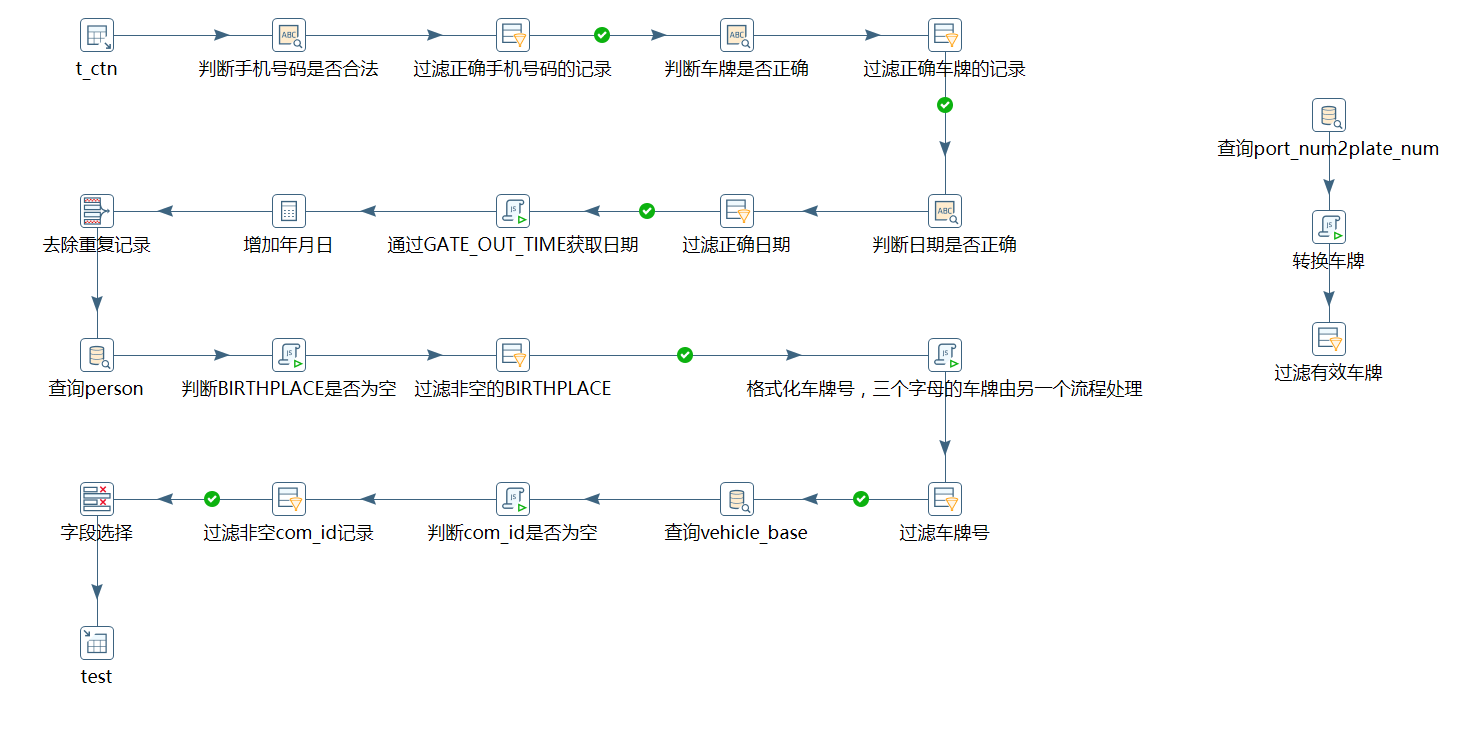 t_ctn
判断手机号码是否合法
过滤正确手机号码的记录
判断车牌是否正确
过滤正确车牌的记录
查询port_num2plate_num
去除重复记录
增加年月日
通过GATE_OUT_TIME获取日期
过滤正确日期
判断日期是否正确
转换车牌
查询person
判断BIRTHPLACE是否为空
过滤非空的BIRTHPLACE
格式化车牌号，三个字母的车牌由另一个流程处理
过滤有效车牌
字段选择
过滤非空com_id记录
判断com_id是否为空
查询vehicle_base
过滤车牌号
test